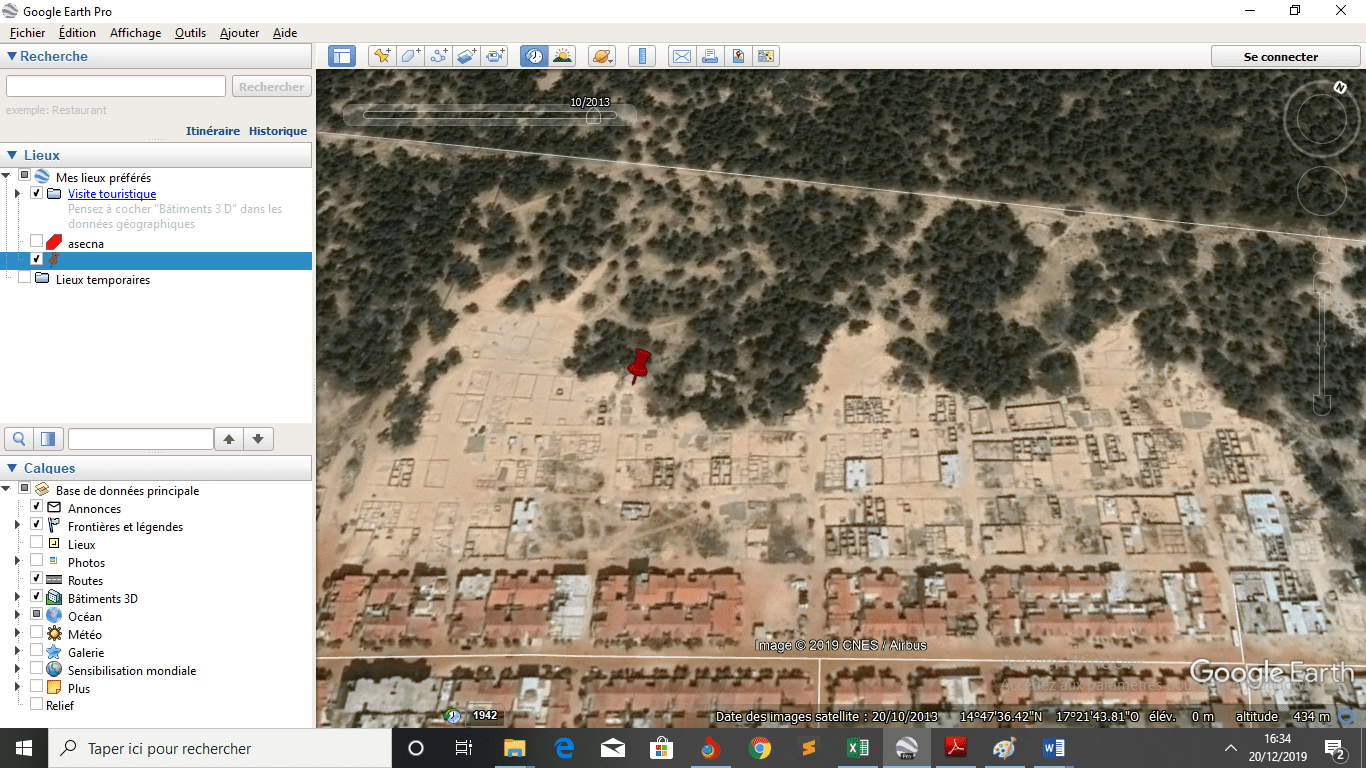 Google Earth Pro
Fichier Édition Affichage Outils Ajouter Aide
Recherche
Rechercher
exemple: Restaurant
Itinéraire Historique
Lieux
Mes lieux préférés
Visite touristique
Pensez à cocher "Bâtiments 3 D" dans les
données géographiques
asecna
Lieux temporaires
Calques
Base de données principale
Annonces
Frontières et légendes
Lieux
Photos
Routes
Bâtiments 3D
Océan
Météo
Galerie
Sensibilisation mondiale
Plus
Relief
Se connecter
10/2013
N
Image © 2019 CNES / Airbus
Google Earth
1942
Date des images satellite : 20/10/2013 14°47'36.42"N 17°21'43.81"O élév. 0 m altitude 434 m
Taper ici pour rechercher
16:34
20/12/2019
2